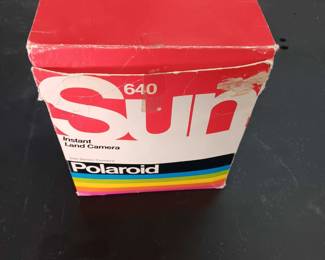 640
Sun
Instant
Land Camera
Polaroid